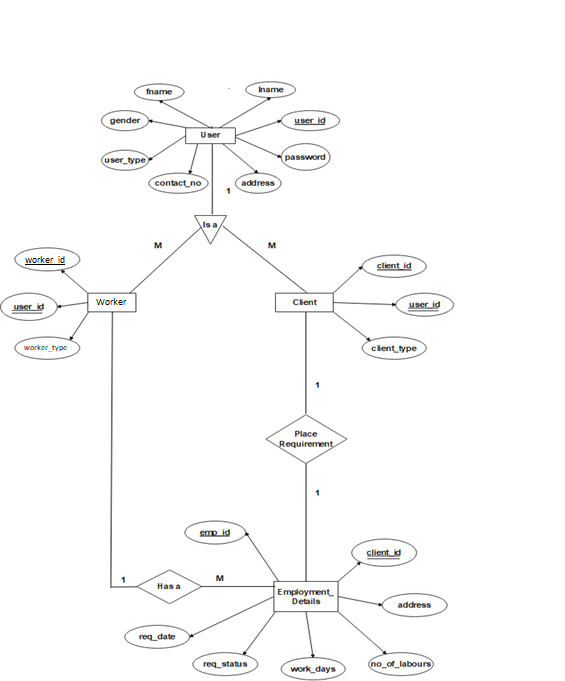 fname
lname
gender
user_id
User
user_type
password
contact_no
address
1
Is a
M
M
worker_id
client_id
user_id
Worker
Client
user_id
worker_type
client_type
1
Place
Requirement
1
emp_id
client_id
1
Has a
M
Employment_
Details
address
req_date
req_status
work_days
no_of_labours